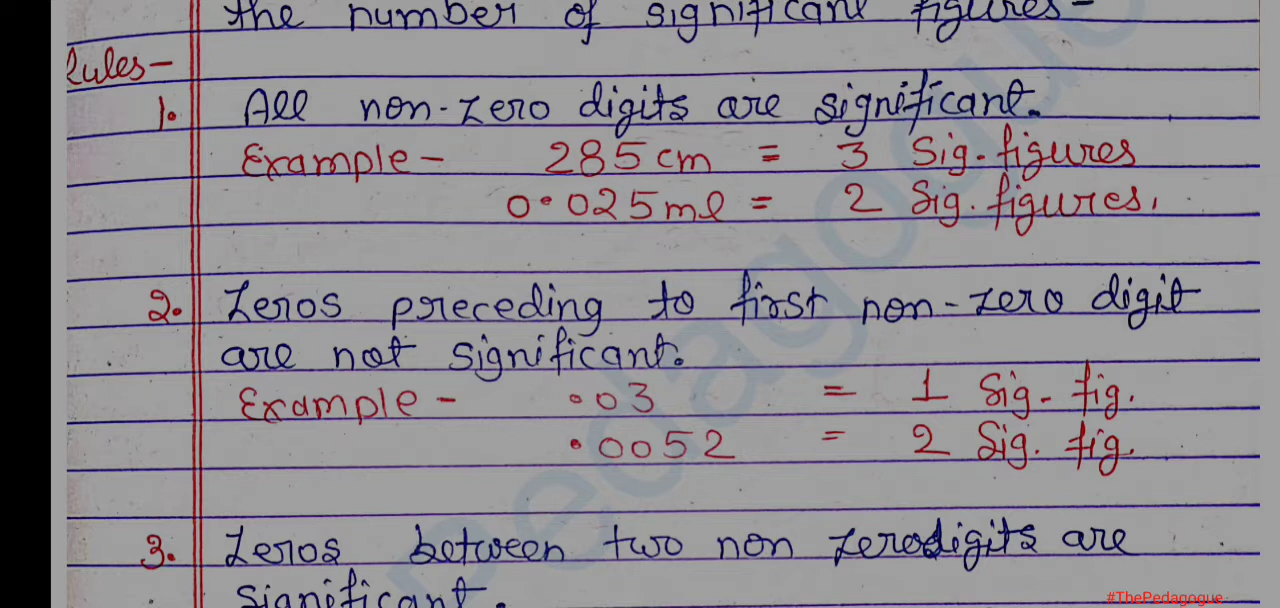 the number of significant figures-
Rules-
1. All non-zero digits are significant.
Example- 285 cm = 3 Sig. figures
0.025 ml = 2 Sig. figures.
2. Zeros preceding to first non-zero digit
are not significant.
Example- .03 = 1 Sig. fig.
.0052 = 2 Sig. fig.
3. Zeros between two non zero digits are
significant.
#ThePedagogue